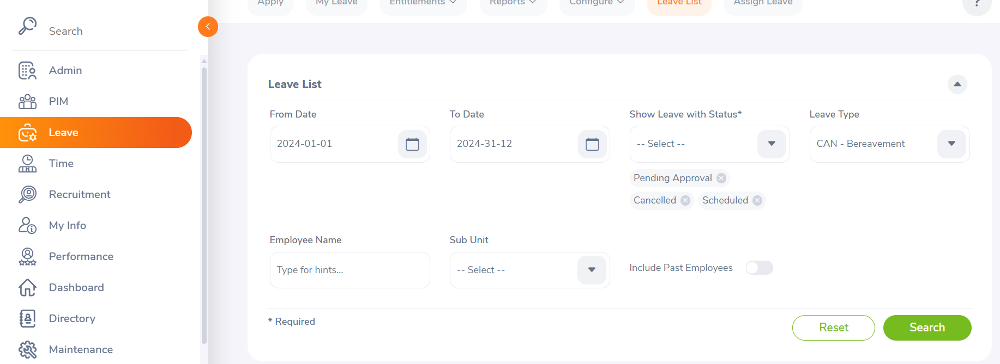 Apply My Leave Entitlements Reports Configure Leave List Assign Leave ?
Search
Admin
PIM
Leave
Time
Recruitment
My Info
Performance
Dashboard
Directory
Maintenance
Leave List
From Date To Date Show Leave with Status* Leave Type
2024-01-01 2024-31-12 -- Select -- CAN - Bereavement
Pending Approval
Cancelled Scheduled
Employee Name Sub Unit
Type for hints... -- Select -- Include Past Employees
* Required
Reset Search